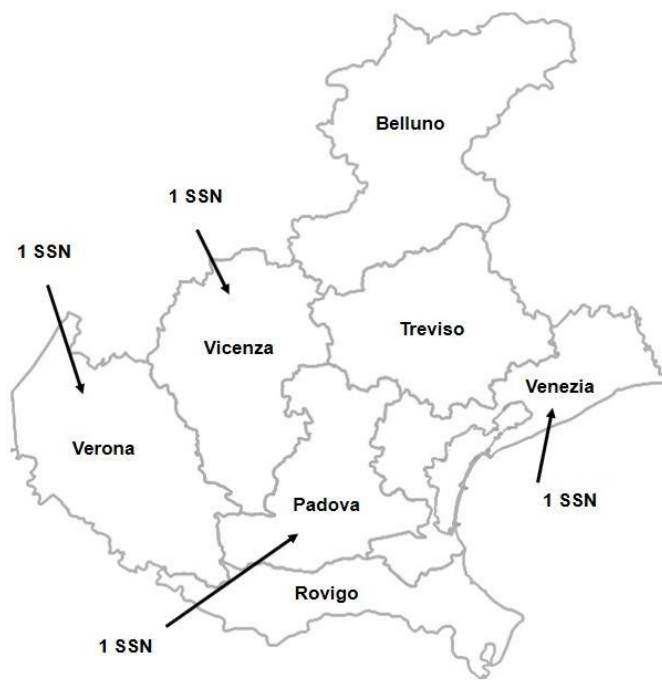 Belluno
1 SSN
1 SSN
Treviso
Vicenza
Venezia
Verona
1 SSN
Padova
Rovigo
1 SSN